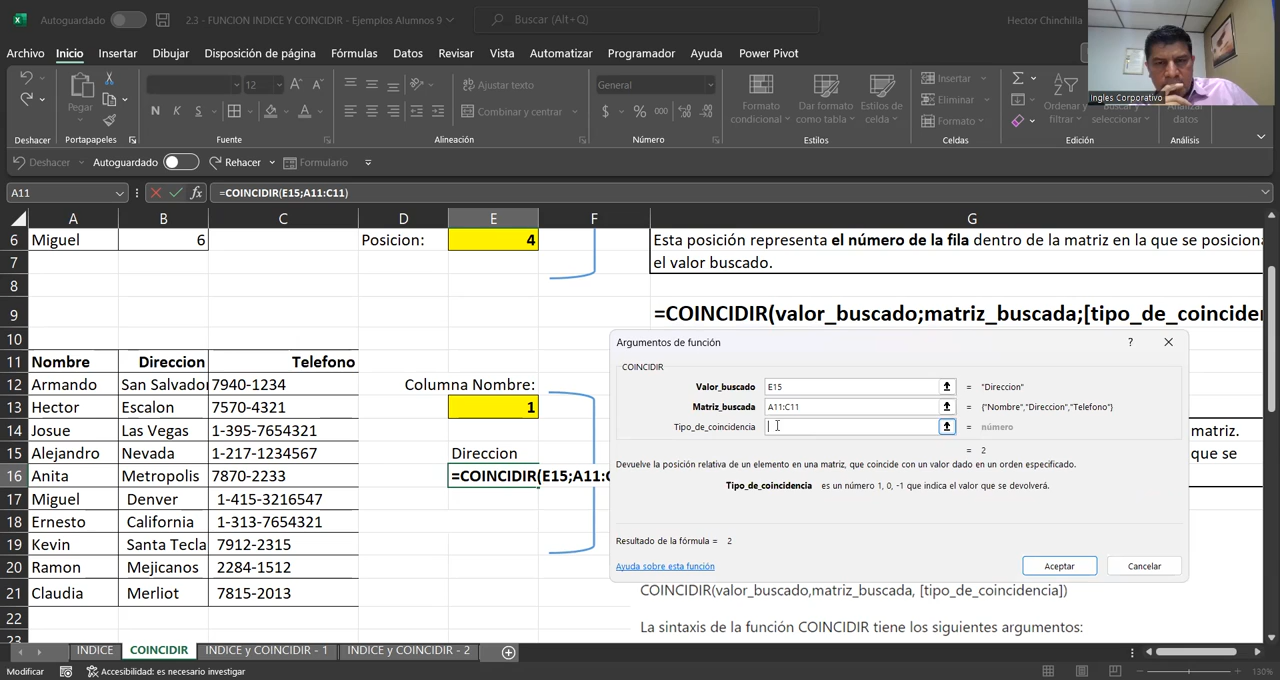 Autoguardado
2.3 - FUNCION INDICE Y COINCIDIR - Ejemplos Alumnos 9
Buscar (Alt+Q)
Hector Chinchilla
Archivo Inicio Insertar Dibujar Disposición de página Fórmulas Datos Revisar Vista Automatizar Programador Ayuda Power Pivot
Ingles Corporativo
Pegar
12
Ajustar texto
Combinar y centrar
General
Formato condicional
Dar formato como tabla
Estilos de celda
Insertar
Eliminar
Formato
Ordenar y filtrar
Buscar y seleccionar
Analizar datos
Deshacer Portapapeles Fuente Alineación Número Estilos Celdas Edición Análisis
Deshacer Autoguardado Rehacer Formulario
A11 fx =COINCIDIR(E15;A11:C11)
A B C D E F G
6 Miguel 6 Posicion: 4 Esta posición representa el número de la fila dentro de la matriz en la que se posiciona
7 el valor buscado.
8
9 =COINCIDIR(valor_buscado;matriz_buscada;[tipo_de_coinciden
10
11 Nombre Direccion Telefono
12 Armando San Salvador 7940-1234 Columna Nombre:
13 Hector Escalon 7570-4321 1
14 Josue Las Vegas 1-395-7654321 matriz.
15 Alejandro Nevada 1-217-1234567 Direccion que se
16 Anita Metropolis 7870-2233 =COINCIDIR(E15;A11:C
17 Miguel Denver 1-415-3216547
18 Ernesto California 1-313-7654321
19 Kevin Santa Tecla 7912-2315
20 Ramon Mejicanos 2284-1512
21 Claudia Merliot 7815-2013
22
23
Argumentos de función ?
COINCIDIR
Valor_buscado E15 = "Direccion"
Matriz_buscada A11:C11 = {"Nombre","Direccion","Telefono"}
Tipo_de_coincidencia = número
= 2
Devuelve la posición relativa de un elemento en una matriz, que coincide con un valor dado en un orden especificado.
Tipo_de_coincidencia es un número 1, 0, -1 que indica el valor que se devolverá.
Resultado de la fórmula = 2
Ayuda sobre esta función
Aceptar Cancelar
COINCIDIR(valor_buscado,matriz_buscada, [tipo_de_coincidencia])
La sintaxis de la función COINCIDIR tiene los siguientes argumentos:
INDICE COINCIDIR INDICE y COINCIDIR - 1 INDICE y COINCIDIR - 2
Modificar Accesibilidad: es necesario investigar 130%